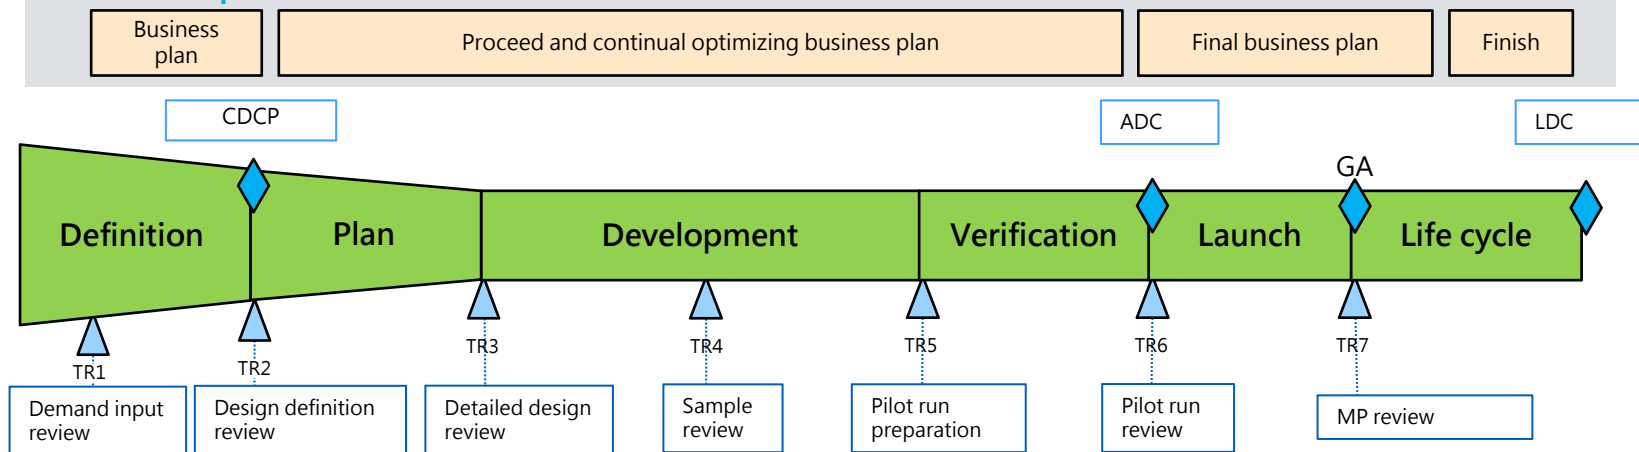 Business
plan
Proceed and continual optimizing business plan
Final business plan
Finish
CDCP
ADC
LDC
GA
Definition
Plan
Development
Verification
Launch
Life cycle
TR1
TR2
TR3
TR4
TR5
TR6
TR7
Demand input
review
Design definition
review
Detailed design
review
Sample
review
Pilot run
preparation
Pilot run
review
MP review